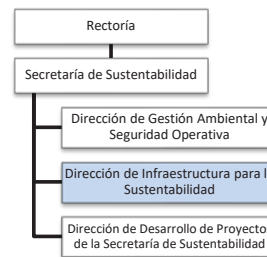 Rectoría
Secretaría de Sustentabilidad
Dirección de Gestión Ambiental y
Seguridad Operativa
Dirección de Infraestructura para l
Sustentabilidad
Dirección de Desarrollo de Proyecto
de la Secretaría de Sustentabilidad